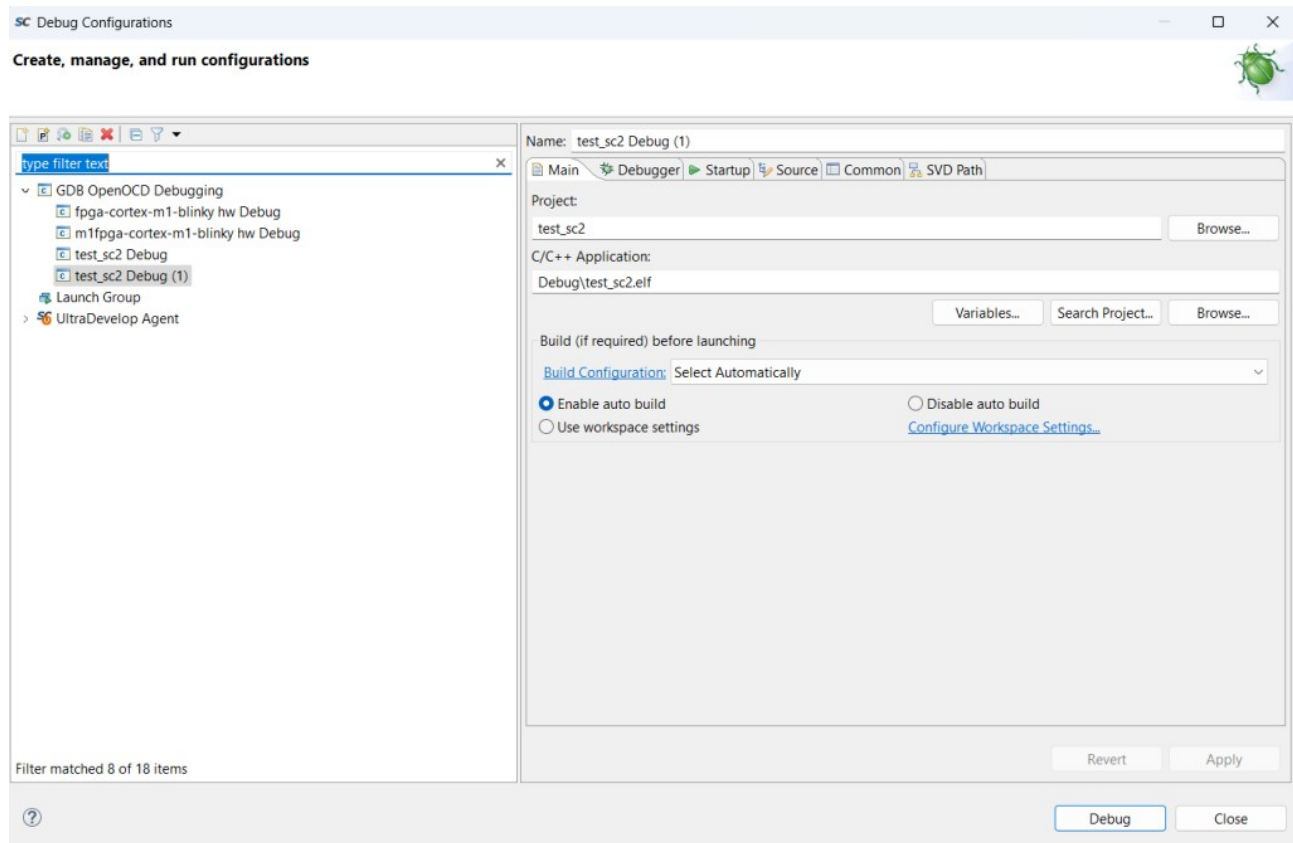 SC Debug Configurations
Create, manage, and run configurations
type filter text
GDB OpenOCD Debugging
fpga-cortex-m1-blinky hw Debug
m1fpga-cortex-m1-blinky hw Debug
test_sc2 Debug
test_sc2 Debug (1)
Launch Group
UltraDevelop Agent
Filter matched 8 of 18 items
Name: test_sc2 Debug (1)
Main Debugger Startup Source Common SVD Path
Project:
test_sc2 Browse...
C/C++ Application:
Debug\test_sc2.elf
Variables... Search Project... Browse...
Build (if required) before launching
Build Configuration: Select Automatically
Enable auto build Disable auto build
Use workspace settings Configure Workspace Settings...
Revert Apply
? Debug Close